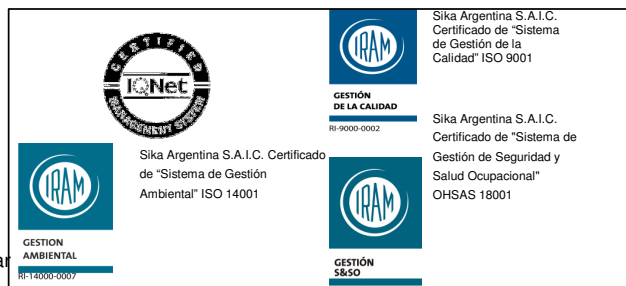 CERTIFIED
IQNet
MANAGEMENT SYSTEM
IRAM
GESTIÓN
DE LA CALIDAD
RI-9000-0002
Sika Argentina S.A.I.C.
Certificado de “Sistema
de Gestión de la
Calidad” ISO 9001
IRAM
GESTION
AMBIENTAL
RI-14000-0007
Sika Argentina S.A.I.C. Certificado
de “Sistema de Gestión
Ambiental” ISO 14001
IRAM
GESTIÓN
S&SO
Sika Argentina S.A.I.C.
Certificado de "Sistema de
Gestión de Seguridad y
Salud Ocupacional"
OHSAS 18001
ar